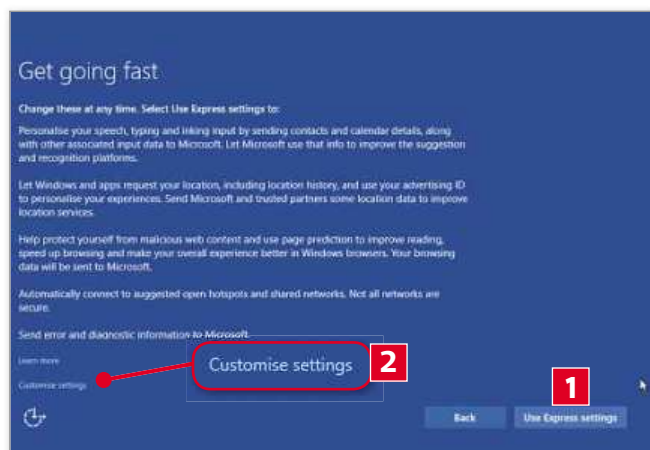 Get going fast
Change these at any time. Select Use Express settings to:
Personalise your speech, typing and inking input by sending contacts and calendar details, along
with other associated input data to Microsoft. Let Microsoft use that info to improve the suggestion
and recognition platforms.
Let Windows and apps request your location, including location history, and use your advertising ID
to personalise your experiences. Send Microsoft and trusted partners some location data to improve
location services.
Help protect yourself from malicious web content and use page prediction to improve reading,
speed up browsing and make your overall experience better in Windows browsers. Your browsing
data will be sent to Microsoft.
Automatically connect to suggested open hotspots and shared networks. Not all networks are
secure.
Send error and diagnostic information to Microsoft.
Learn more
Customise settings
Customise settings 2
1
Back Use Express settings